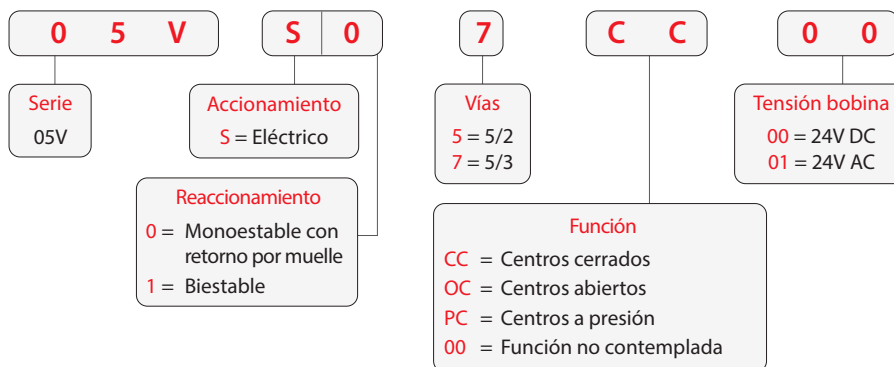 0 5 V S 0 7 C C 0 0
Serie
05V
Accionamiento
S = Eléctrico
Vías
5 = 5/2
7 = 5/3
Tensión bobina
00 = 24V DC
01 = 24V AC
Reaccionamiento
0 = Monoestable con
retorno por muelle
1 = Biestable
Función
CC = Centros cerrados
OC = Centros abiertos
PC = Centros a presión
00 = Función no contemplada